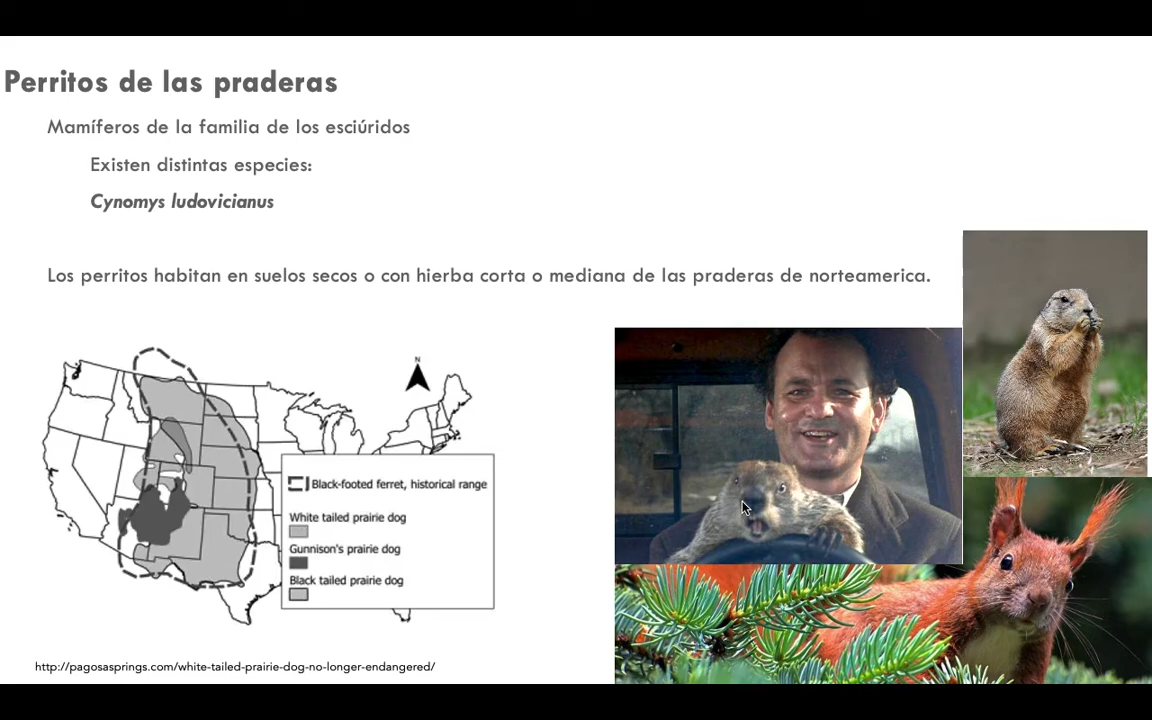 Perritos de las praderas
Mamíferos de la familia de los esciúridos
Existen distintas especies:
Cynomys ludovicianus
Los perritos habitan en suelos secos o con hierba corta o mediana de las praderas de norteamerica.
N
Black-footed ferret, historical range
White tailed prairie dog
Gunnison's prairie dog
Black tailed prairie dog
http://pagosasprings.com/white-tailed-prairie-dog-no-longer-endangered/